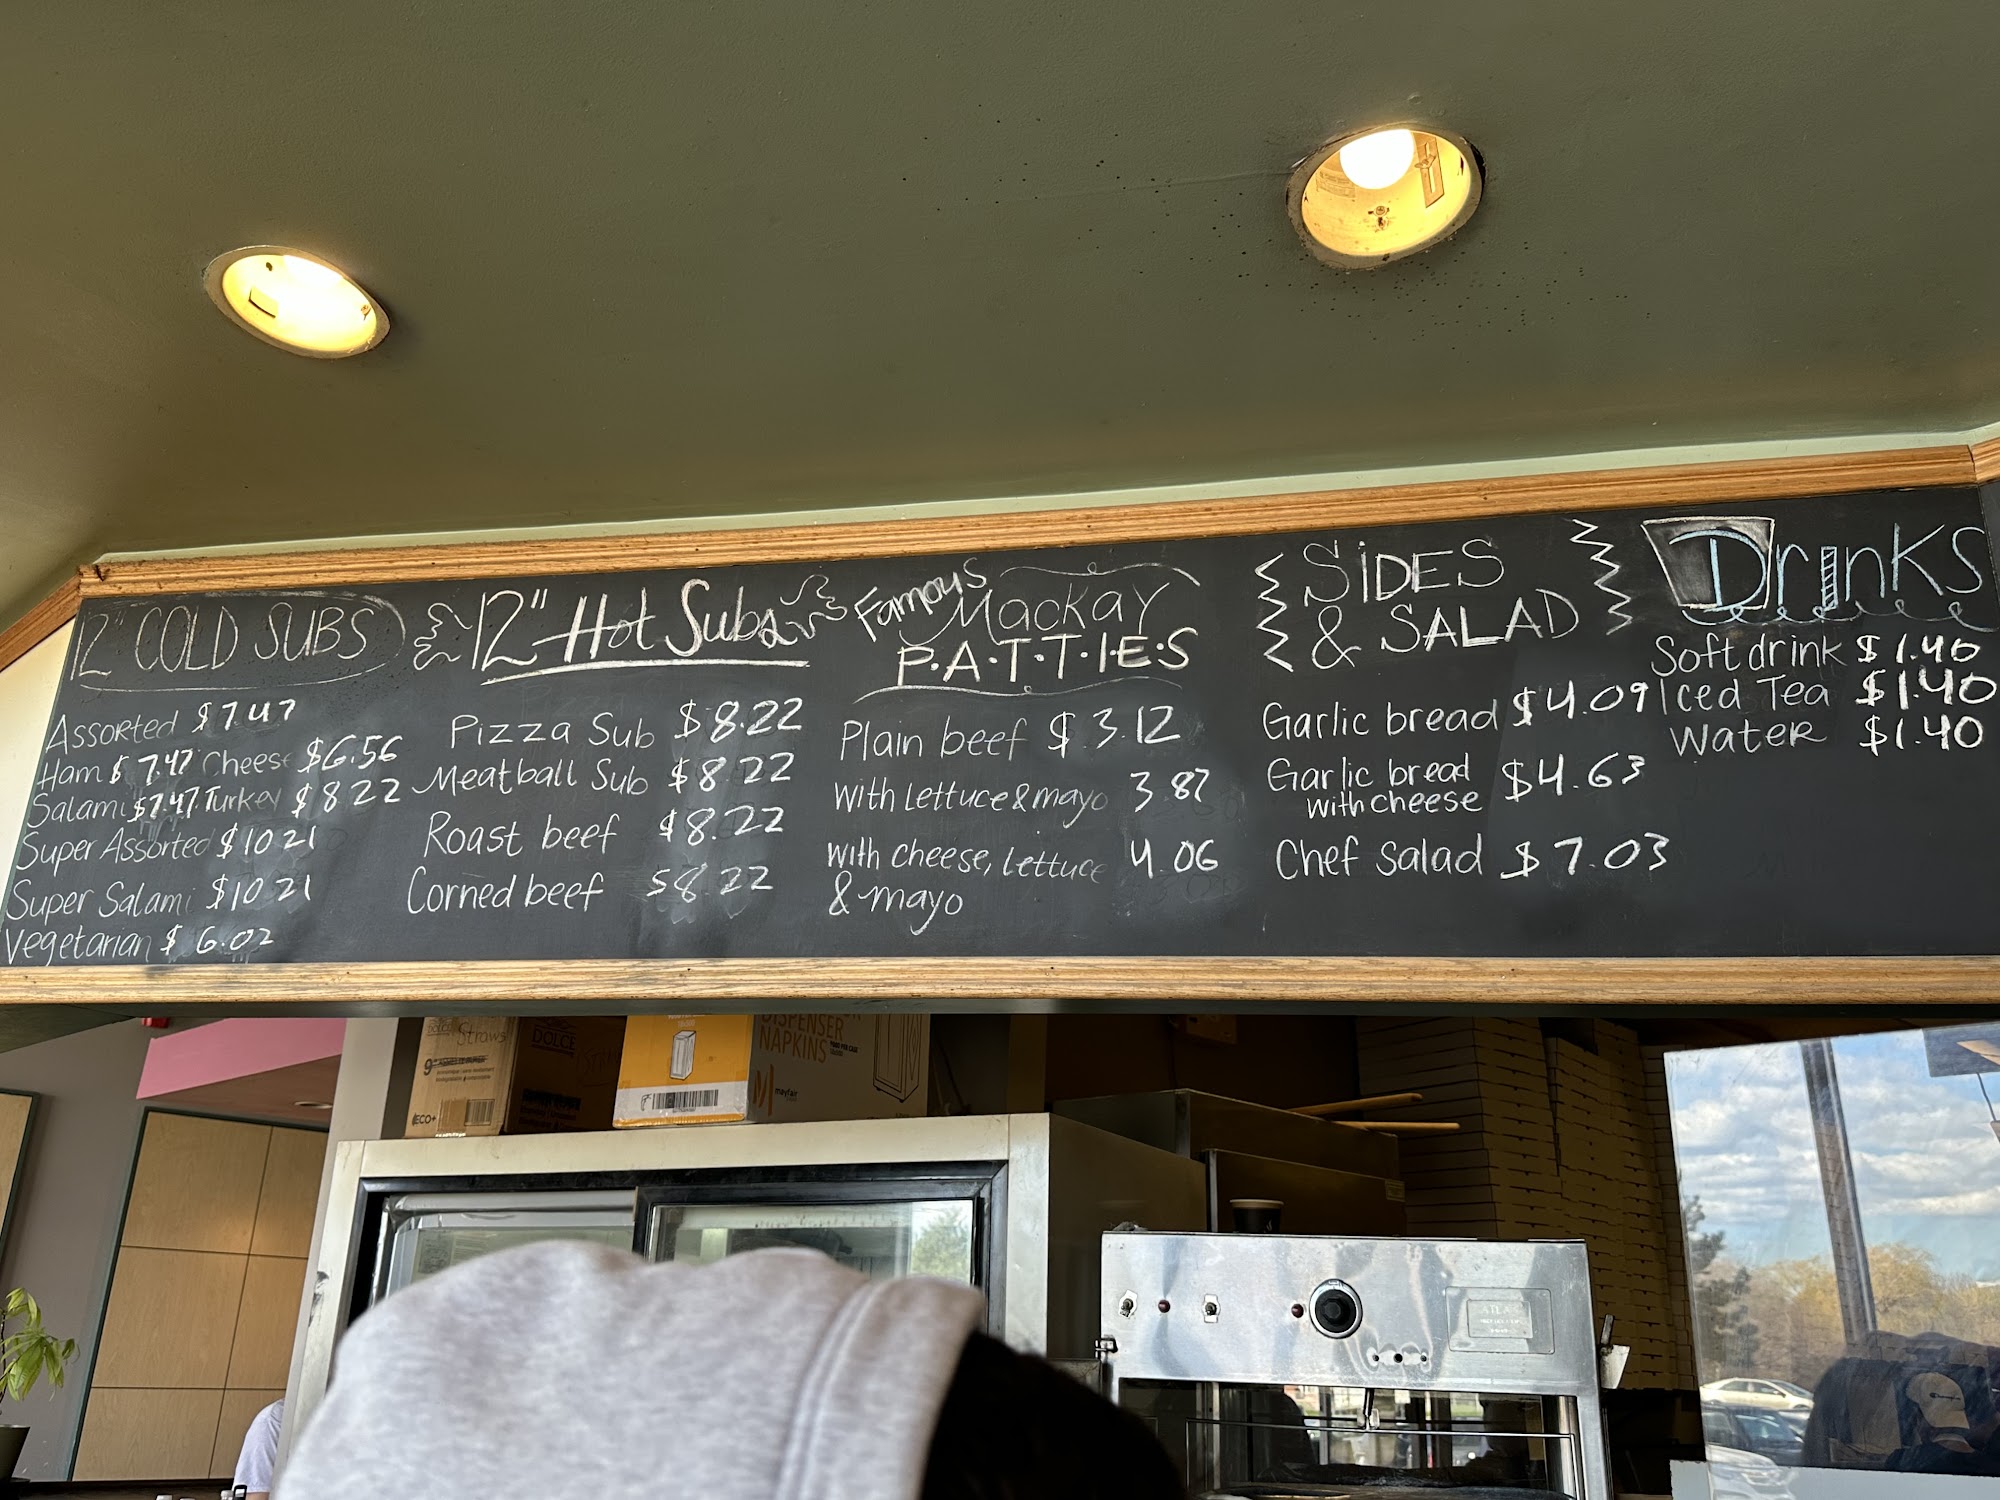 12" COLD SUBS
Assorted $7.47
Ham $7.47 Cheese $6.56
Salami $7.47 Turkey $8.22
Super Assorted $10.21
Super Salami $10.21
Vegetarian $6.02
12" Hot Subs
Pizza Sub $8.22
Meatball Sub $8.22
Roast beef $8.22
Corned beef $8.22
Famous
Mackay
P.A.T.T.I.E.S
Plain beef $3.12
with lettuce & mayo 3.87
with cheese, lettuce 4.06
& mayo
SIDES
& SALAD
Garlic bread $4.09
Garlic bread $4.63
with cheese
Chef Salad $7.03
Drinks
Soft drink $1.40
Iced Tea $1.40
Water $1.40
Straws
9"
ECO+
DOLCE
DISPENSER
NAPKINS
mayfair